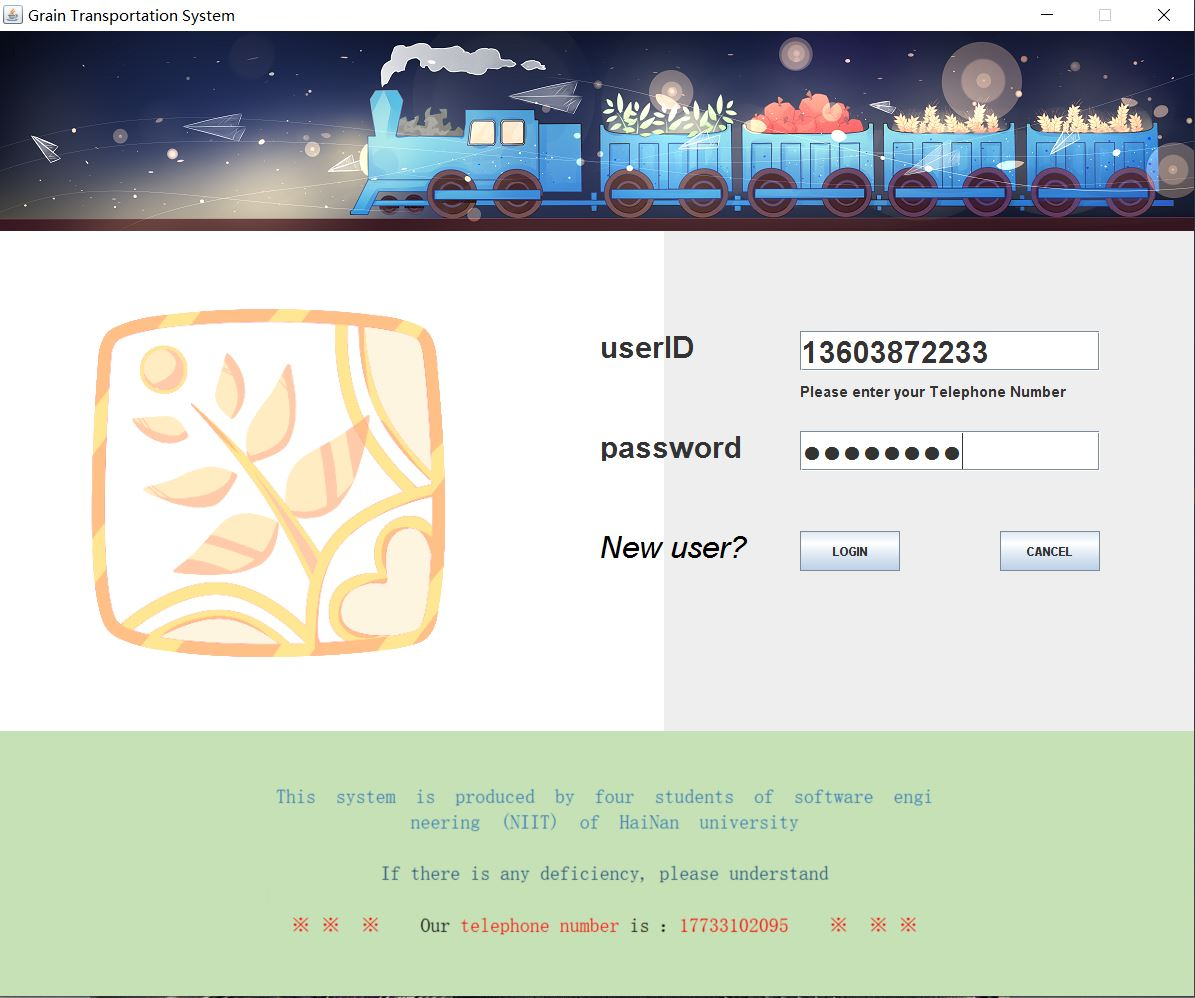 Grain Transportation System
userID
13603872233
Please enter your Telephone Number
password
●●●●●●●●
New user?
LOGIN
CANCEL
This system is produced by four students of software engi
neering (NIIT) of HaiNan university
If there is any deficiency, please understand
※ ※ ※ Our telephone number is : 17733102095 ※ ※ ※